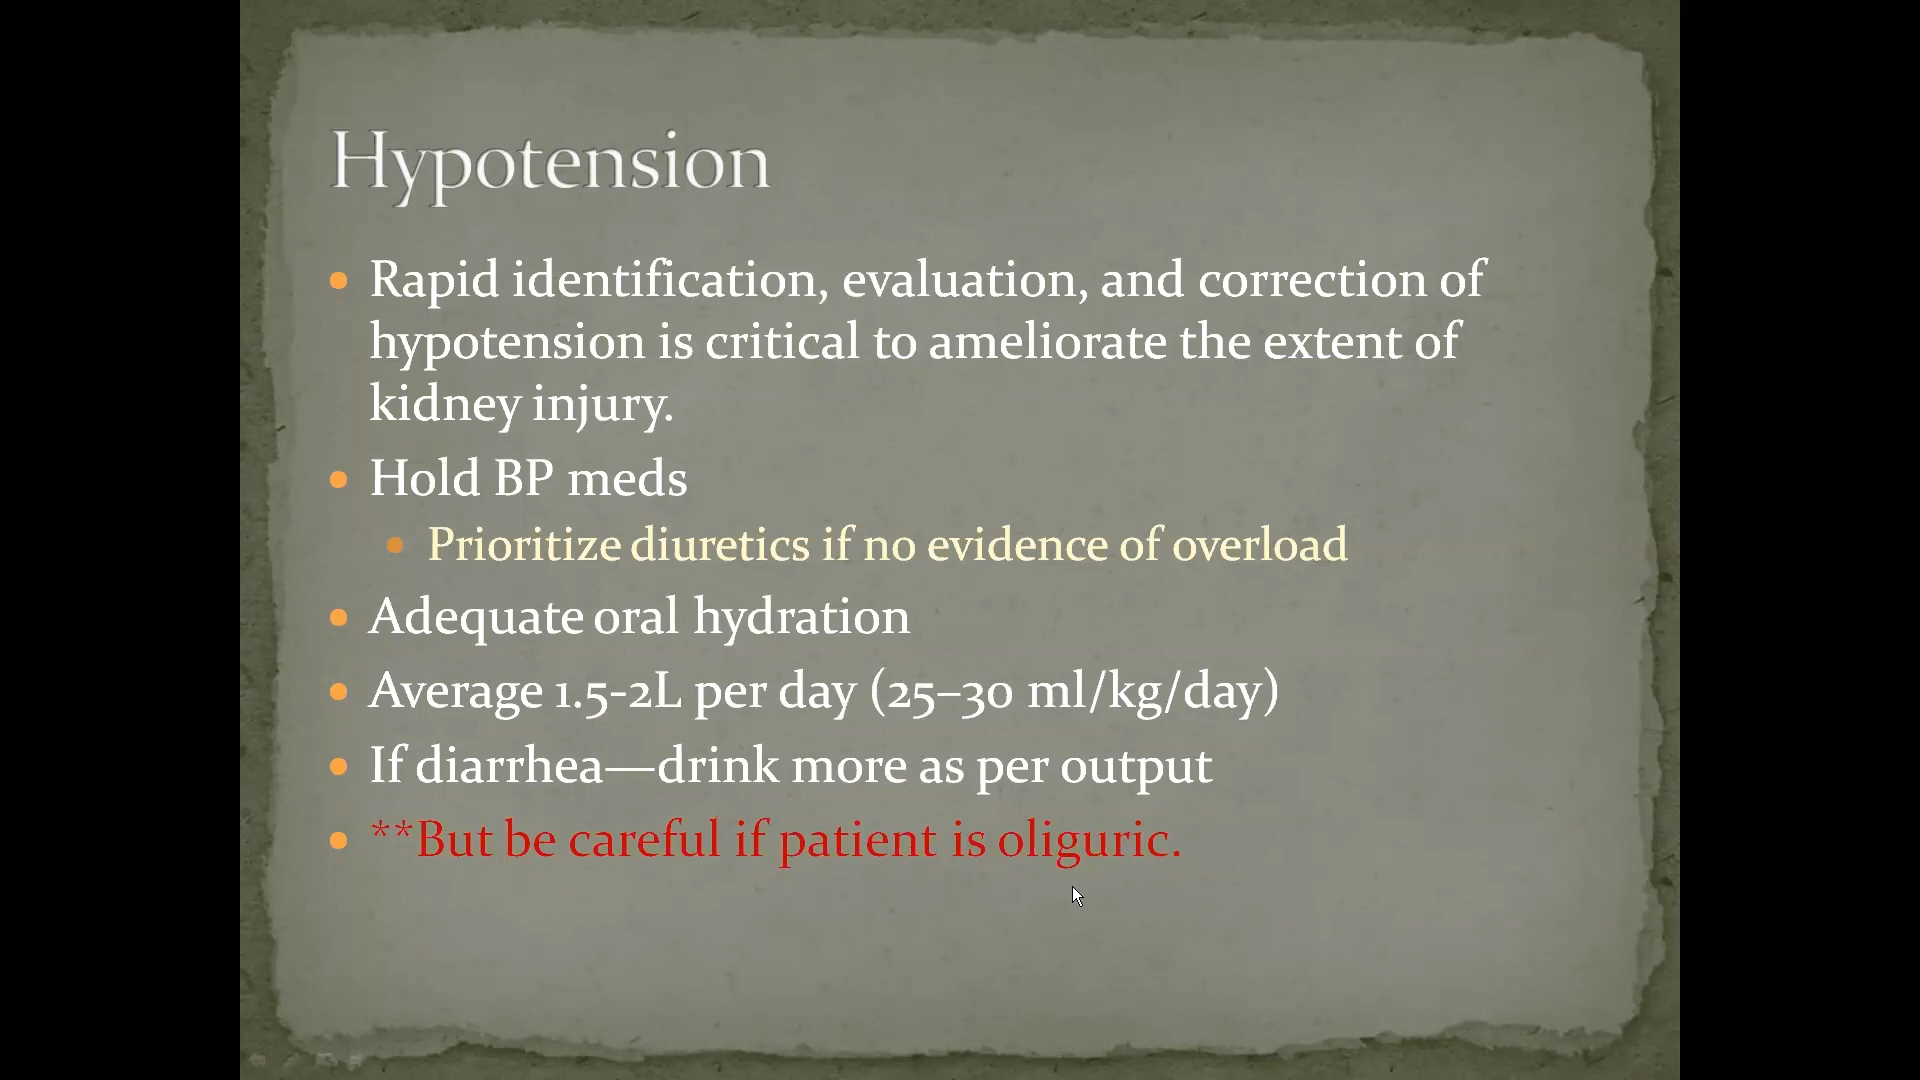 Hypotension
• Rapid identification, evaluation, and correction of
hypotension is critical to ameliorate the extent of
kidney injury.
• Hold BP meds
• Prioritize diuretics if no evidence of overload
• Adequate oral hydration
• Average 1.5-2L per day (25–30 ml/kg/day)
• If diarrhea—drink more as per output
• **But be careful if patient is oliguric.